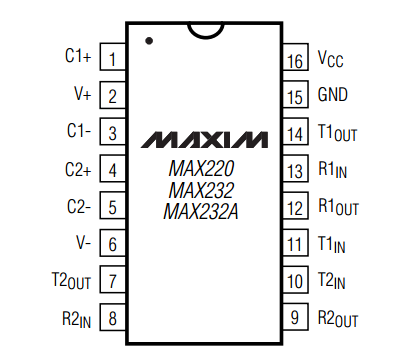 C1+ 1 16 VCC
V+ 2 15 GND
C1- 3 MAXIM 14 T1OUT
C2+ 4 MAX220 13 R1IN
MAX232
C2- 5 MAX232A 12 R1OUT
V- 6 11 T1IN
T2OUT 7 10 T2IN
R2IN 8 9 R2OUT